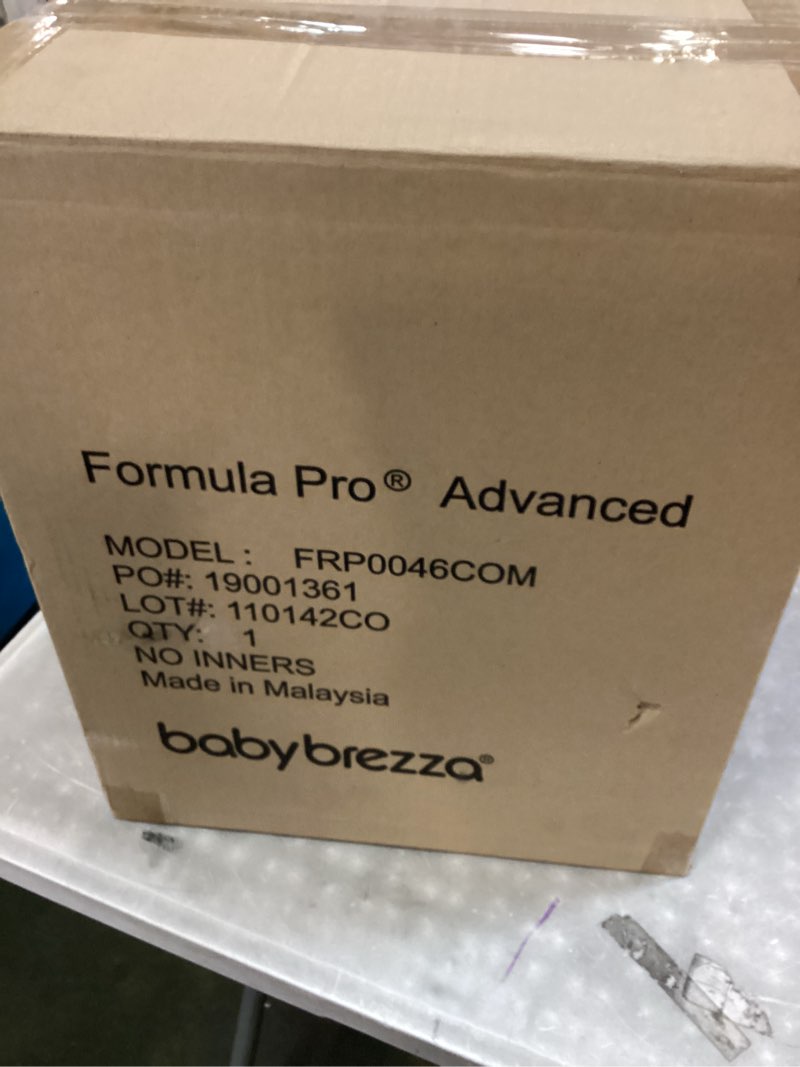 Formula Pro® Advanced
MODEL: FRP0046COM
PO#: 19001361
LOT#: 110142CO
QTY: 1
NO INNERS
Made in Malaysia
babybrezza®